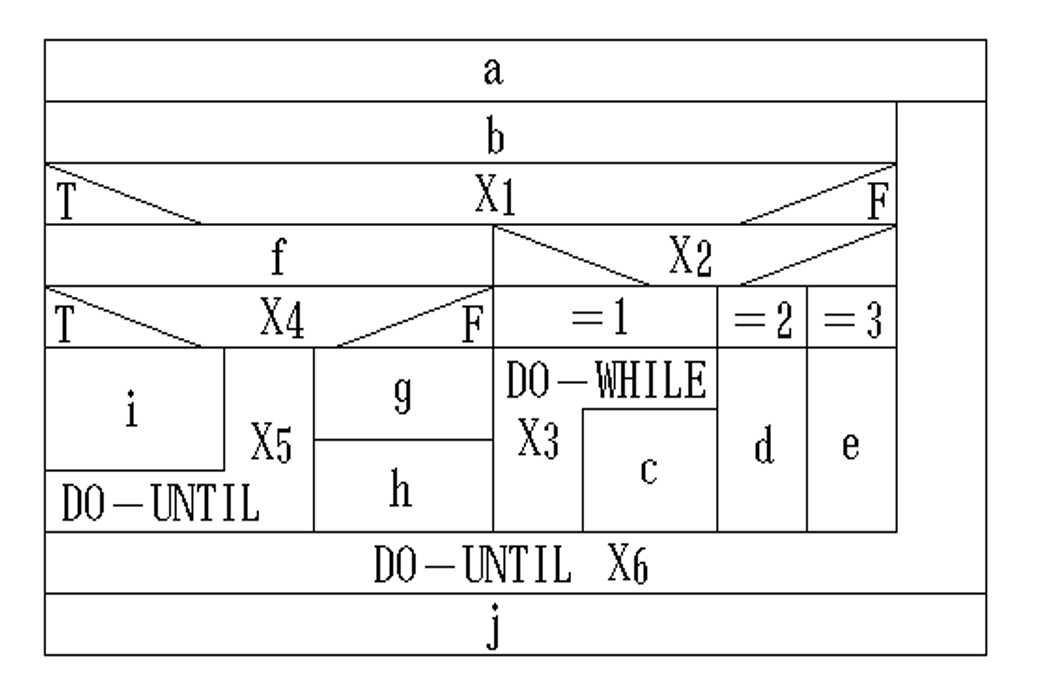 a
b
T X1 F
f X2
T X4 F =1 =2 =3
i X5 g DO-WHILE X3 c d e
DO-UNTIL h
DO-UNTIL X6
j